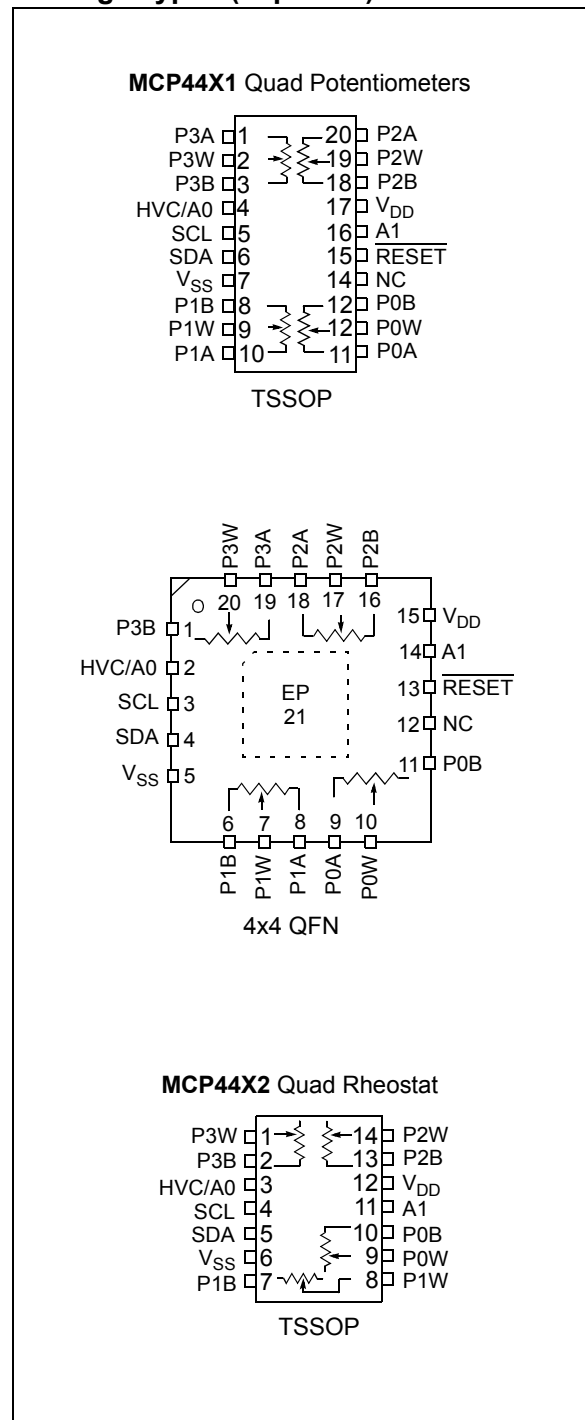 MCP44X1 Quad Potentiometers
P3A 1 20 P2A
P3W 2 19 P2W
P3B 3 18 P2B
HVC/A0 4 17 VDD
SCL 5 16 A1
SDA 6 15 RESET
VSS 7 14 NC
P1B 8 12 P0B
P1W 9 12 P0W
P1A 10 11 P0A
TSSOP
P3W P3A P2A P2W P2B
20 19 18 17 16
P3B 1 15 VDD
HVC/A0 2 14 A1
SCL 3 13 RESET
SDA 4 12 NC
VSS 5 11 P0B
EP
21
6 7 8 9 10
P1B P1W P1A P0A P0W
4x4 QFN
MCP44X2 Quad Rheostat
P3W 1 14 P2W
P3B 2 13 P2B
HVC/A0 3 12 VDD
SCL 4 11 A1
SDA 5 10 P0B
VSS 6 9 P0W
P1B 7 8 P1W
TSSOP